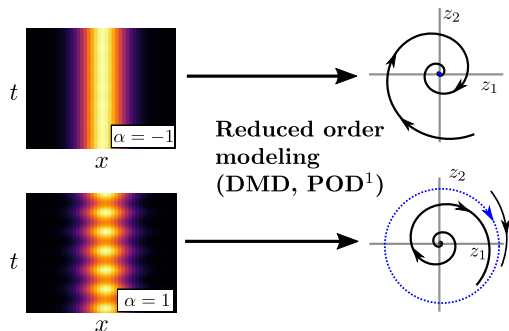 z₂
t
z₁
α = −1
x
Reduced order
modeling
(DMD, POD¹)
z₂
t
z₁
α = 1
x